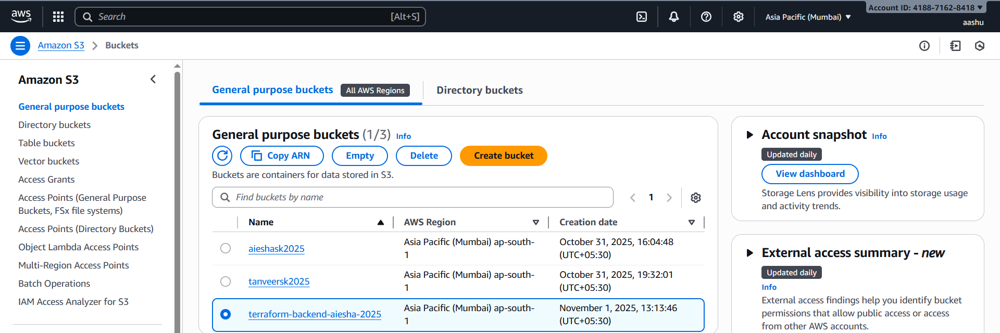 aws
Search
[Alt+S]
Asia Pacific (Mumbai)
Account ID: 4188-7162-8418
aashu
Amazon S3
Buckets
Amazon S3
General purpose buckets
Directory buckets
Table buckets
Vector buckets
Access Grants
Access Points (General Purpose
Buckets, FSx file systems)
Access Points (Directory Buckets)
Object Lambda Access Points
Multi-Region Access Points
Batch Operations
IAM Access Analyzer for S3
General purpose buckets
All AWS Regions
Directory buckets
General purpose buckets (1/3) Info
Copy ARN
Empty
Delete
Create bucket
Buckets are containers for data stored in S3.
Find buckets by name
1
Name
AWS Region
Creation date
aieshask2025
Asia Pacific (Mumbai) ap-south-
1
October 31, 2025, 16:04:48
(UTC+05:30)
tanveersk2025
Asia Pacific (Mumbai) ap-south-
1
October 31, 2025, 19:32:01
(UTC+05:30)
terraform-backend-aiesha-2025
Asia Pacific (Mumbai) ap-south-
1
November 1, 2025, 13:13:46
(UTC+05:30)
Account snapshot Info
Updated daily
View dashboard
Storage Lens provides visibility into storage usage
and activity trends.
External access summary - new
Updated daily
Info
External access findings help you identify bucket
permissions that allow public access or access
from other AWS accounts.